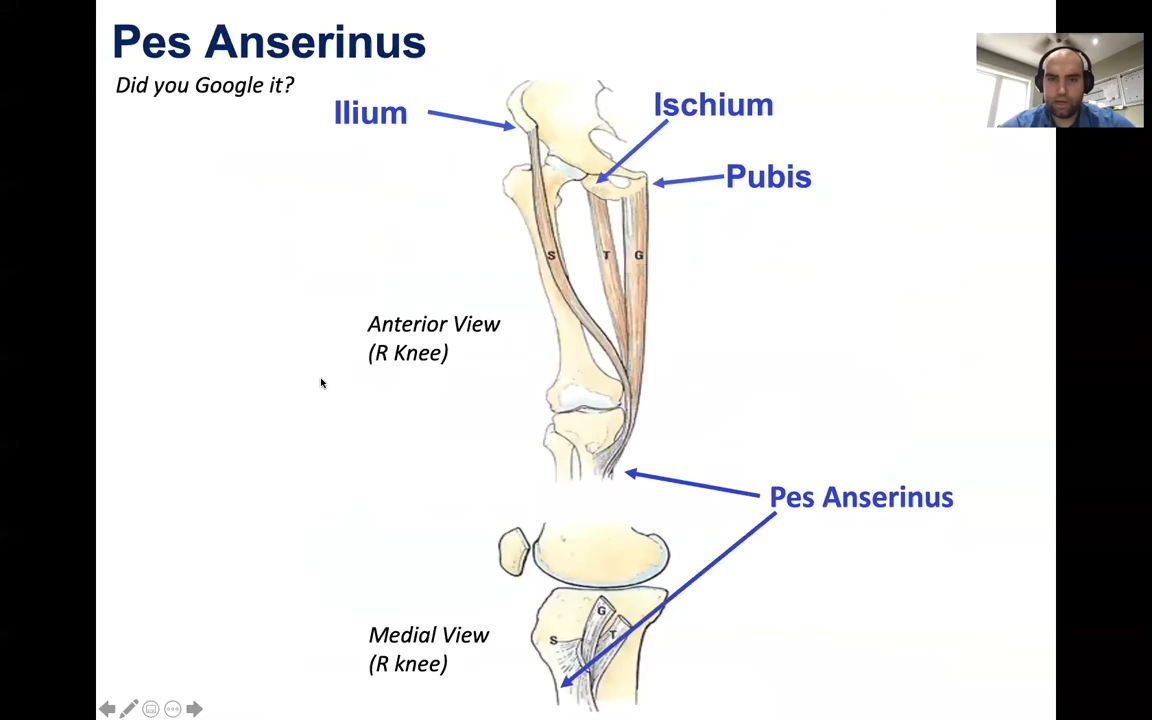 Pes Anserinus
Did you Google it?
Ilium
Ischium
Pubis
S
T
G
Anterior View
(R Knee)
Pes Anserinus
G
S
T
Medial View
(R knee)